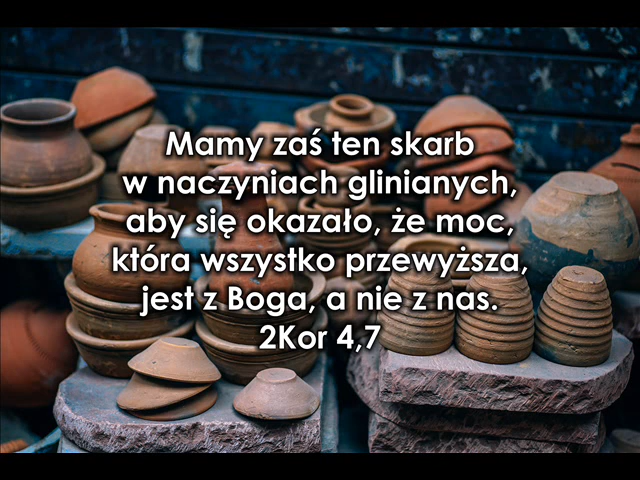 Mamy zaś ten skarb
w naczyniach glinianych,
aby się okazało, że moc,
która wszystko przewyższa,
jest z Boga, a nie z nas.
2Kor 4,7